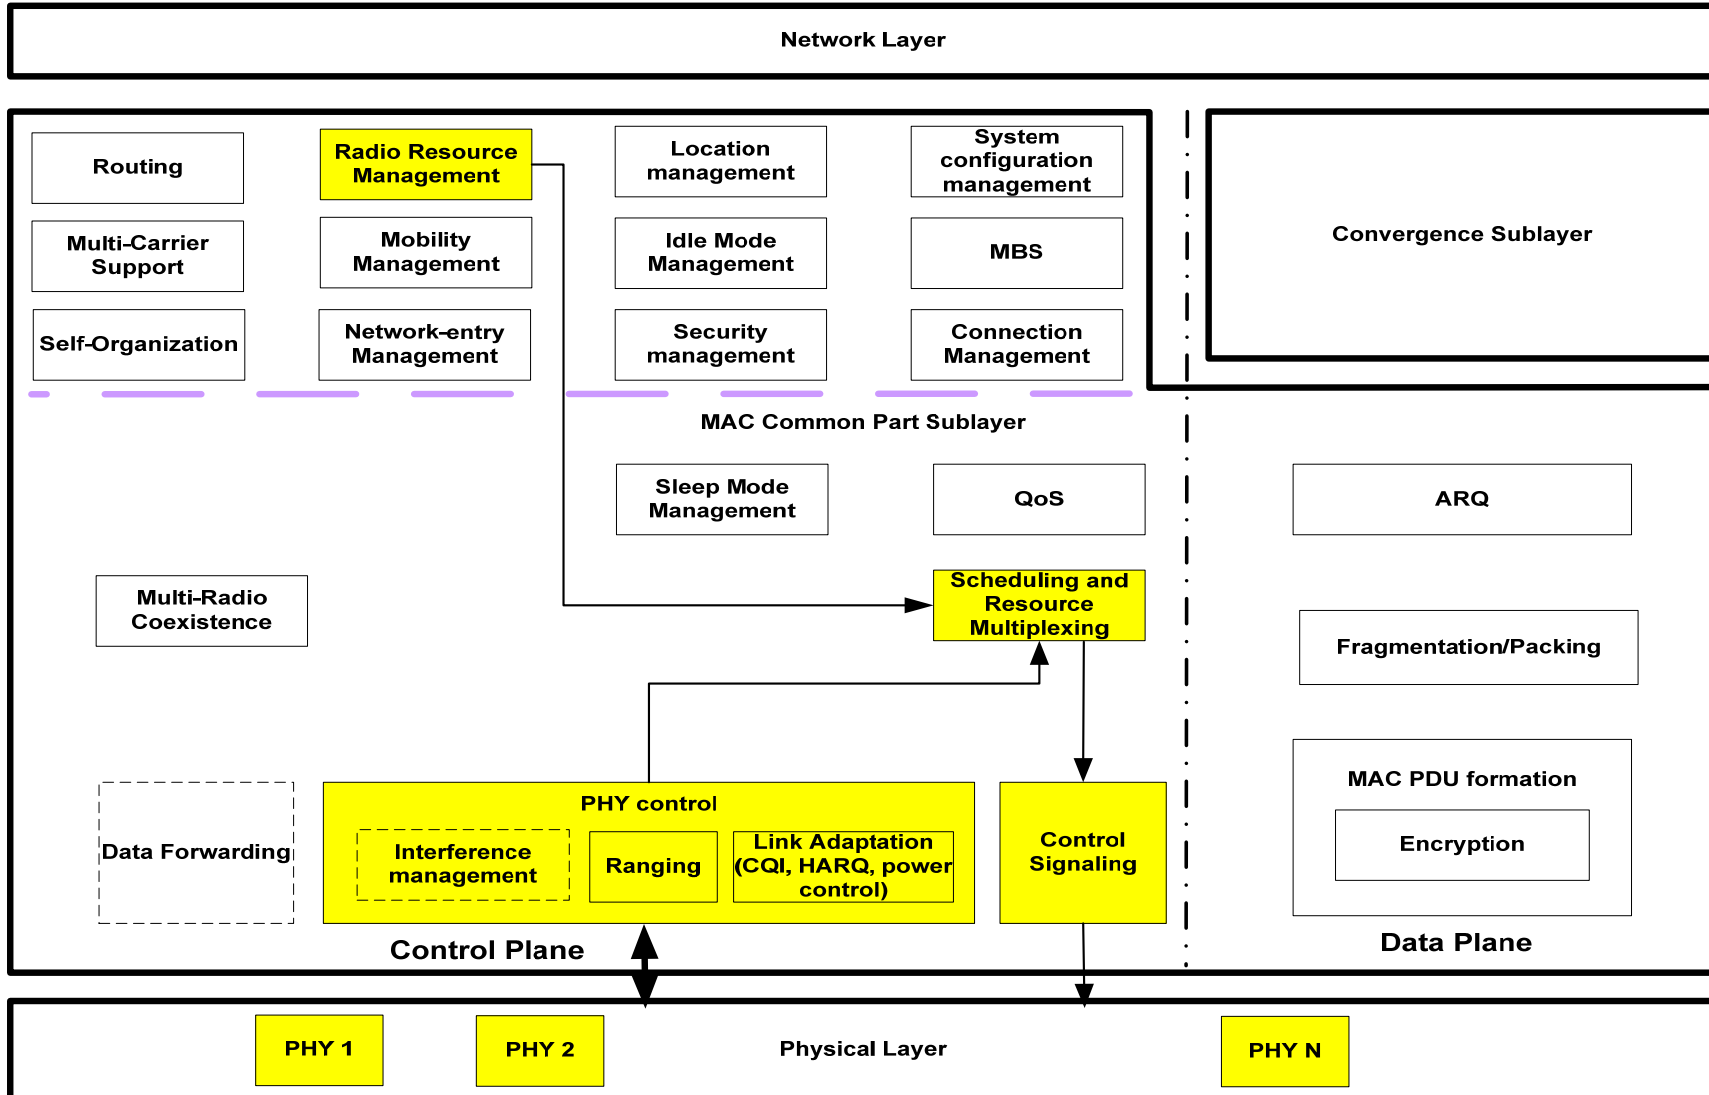 Network Layer
Routing
Radio Resource
Management
Location
management
System
configuration
management
Convergence Sublayer
Multi-Carrier
Support
Mobility
Management
Idle Mode
Management
MBS
Self-Organization
Network-entry
Management
Security
management
Connection
Management
MAC Common Part Sublayer
Sleep Mode
Management
QoS
ARQ
Multi-Radio
Coexistence
Scheduling and
Resource
Multiplexing
Fragmentation/Packing
Data Forwarding
PHY control
Interference
management
Ranging
Link Adaptation
(CQI, HARQ, power
control)
Control
Signaling
MAC PDU formation
Encryption
Control Plane
Data Plane
PHY 1
PHY 2
Physical Layer
PHY N